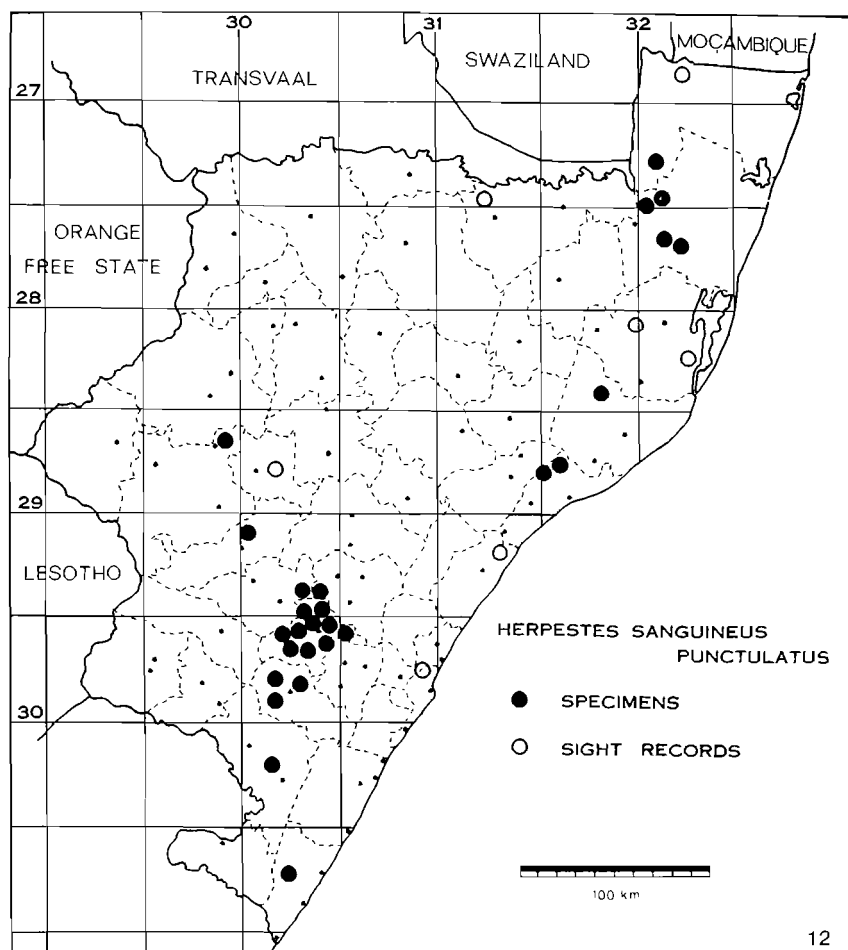 30 31 32
MOÇAMBIQUE
SWAZILAND
TRANSVAAL
27
ORANGE
FREE STATE
28
29
LESOTHO
HERPESTES SANGUINEUS
PUNCTULATUS
SPECIMENS
30
SIGHT RECORDS
100 km
12